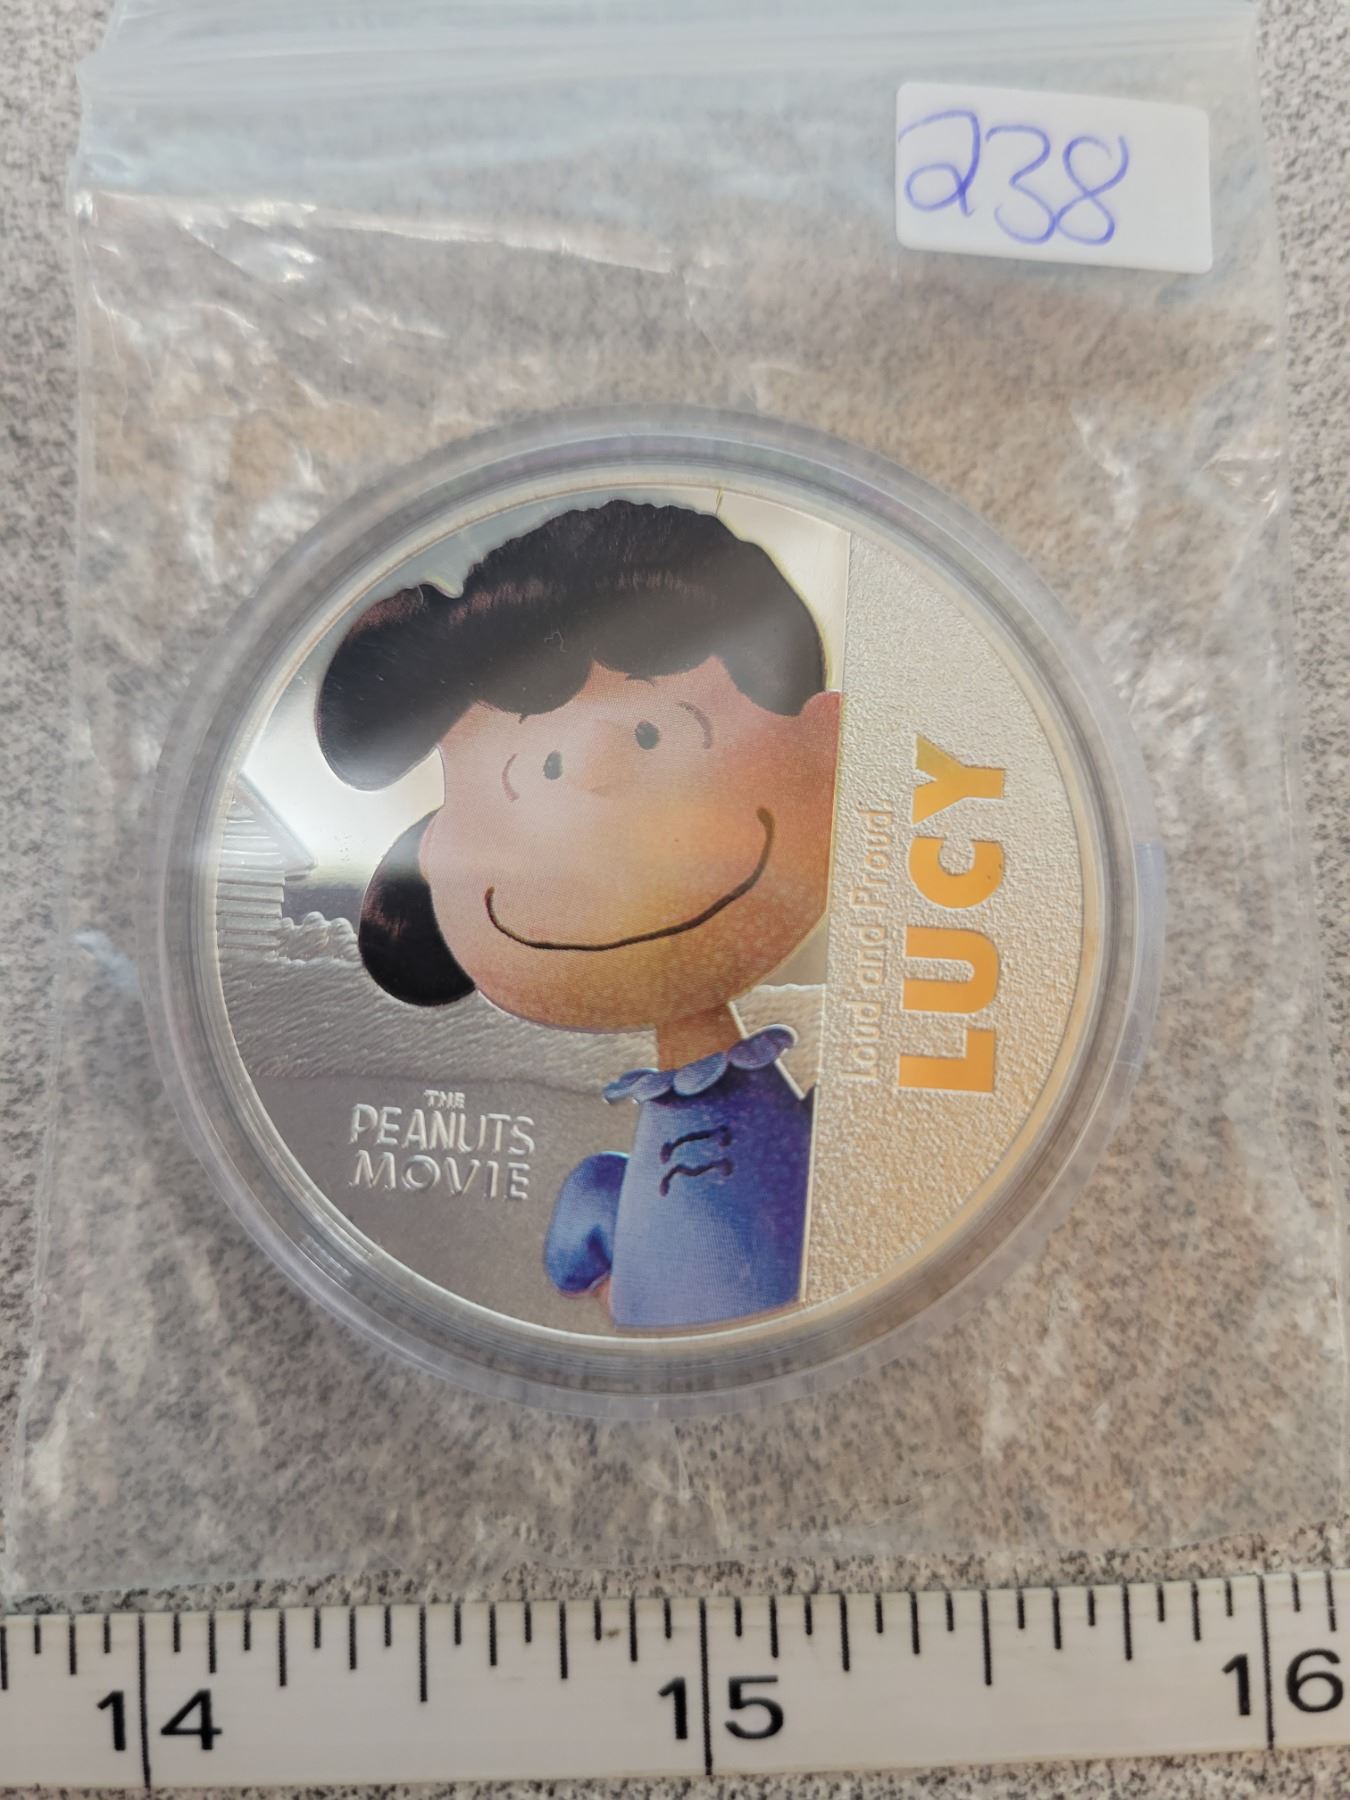 238
Loud and Proud.
LUCY
THE
PEANUTS
MOVIE
14 15 16